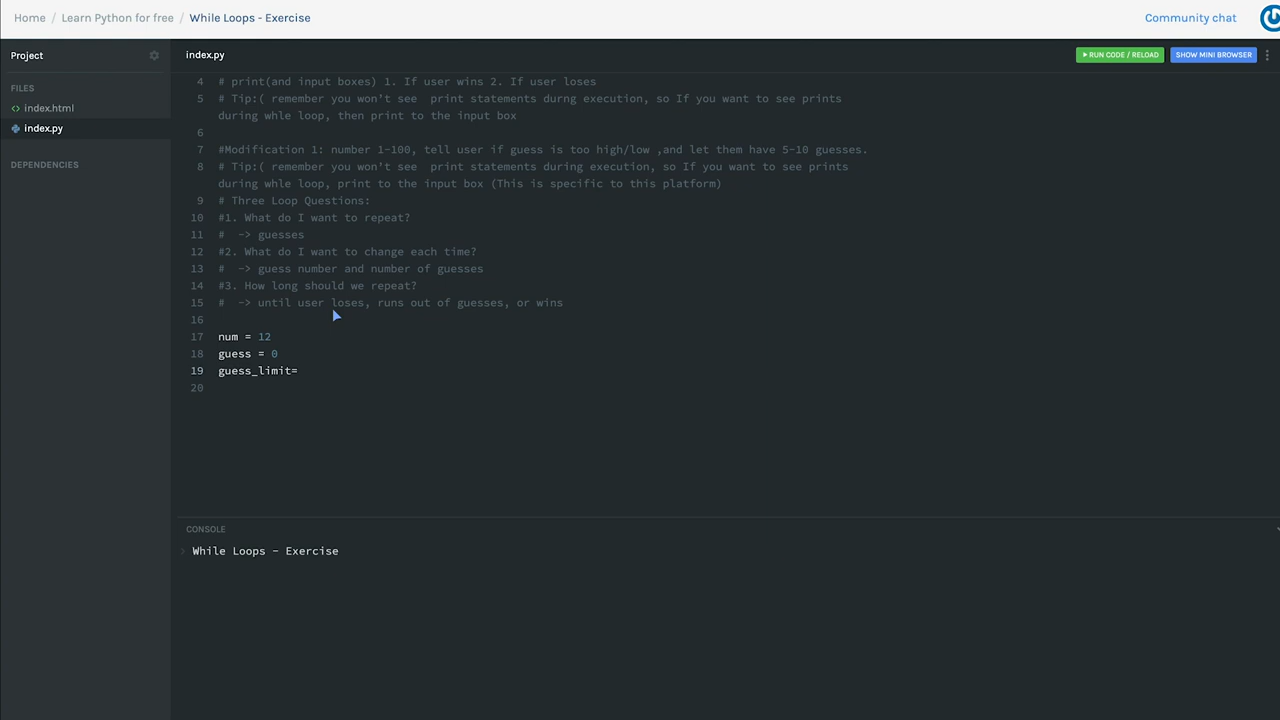 Home / Learn Python for free / While Loops - Exercise
Community chat
Project
index.py
RUN CODE / RELOAD
SHOW MINI BROWSER
FILES
index.html
index.py
DEPENDENCIES
4 # print(and input boxes) 1. If user wins 2. If user loses
5 # Tip:( remember you won't see  print statements durng execution, so If you want to see prints
during whle loop, then print to the input box
6
7 #Modification 1: number 1-100, tell user if guess is too high/low ,and let them have 5-10 guesses.
8 # Tip:( remember you won't see  print statements during execution, so If you want to see prints
during whle loop, print to the input box (This is specific to this platform)
9 # Three Loop Questions:
10 #1. What do I want to repeat?
11 #  -> guesses
12 #2. What do I want to change each time?
13 #  -> guess number and number of guesses
14 #3. How long should we repeat?
15 #  -> until user loses, runs out of guesses, or wins
16
17 num = 12
18 guess = 0
19 guess_limit=
20
CONSOLE
While Loops - Exercise